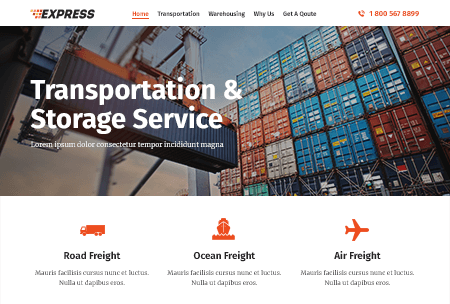 EXPRESS
Home Transportation Warehousing Why Us Get A Qoute
1 800 567 8899
Transportation &
Storage Service
Lorem ipsum dolor consectetur tempor incididunt magna
Road Freight Ocean Freight Air Freight
Mauris facilisis cursus nunc et luctus. Mauris facilisis cursus nunc et luctus. Mauris facilisis cursus nunc et luctus.
Nulla ut dapibus eros. Nulla ut dapibus eros. Nulla ut dapibus eros.